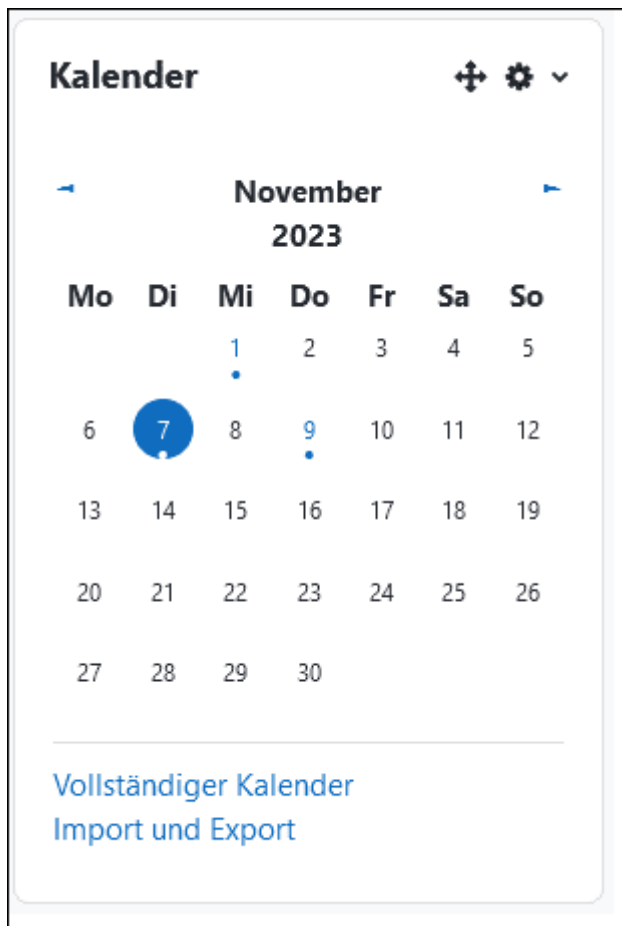 Kalender
November
2023
Mo Di Mi Do Fr Sa So
1 2 3 4 5
6 7 8 9 10 11 12
13 14 15 16 17 18 19
20 21 22 23 24 25 26
27 28 29 30
Vollständiger Kalender
Import und Export